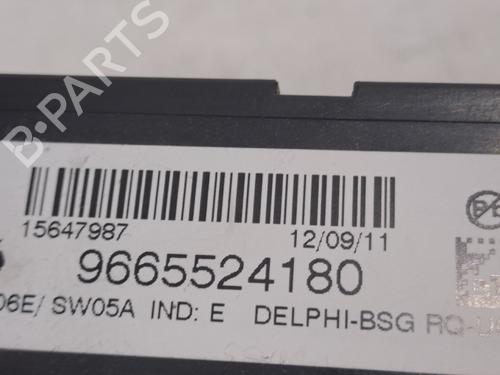 B-PARTS
15647987
12/09/11
9665524180
06E/ SW05A IND: E DELPHI-BSG